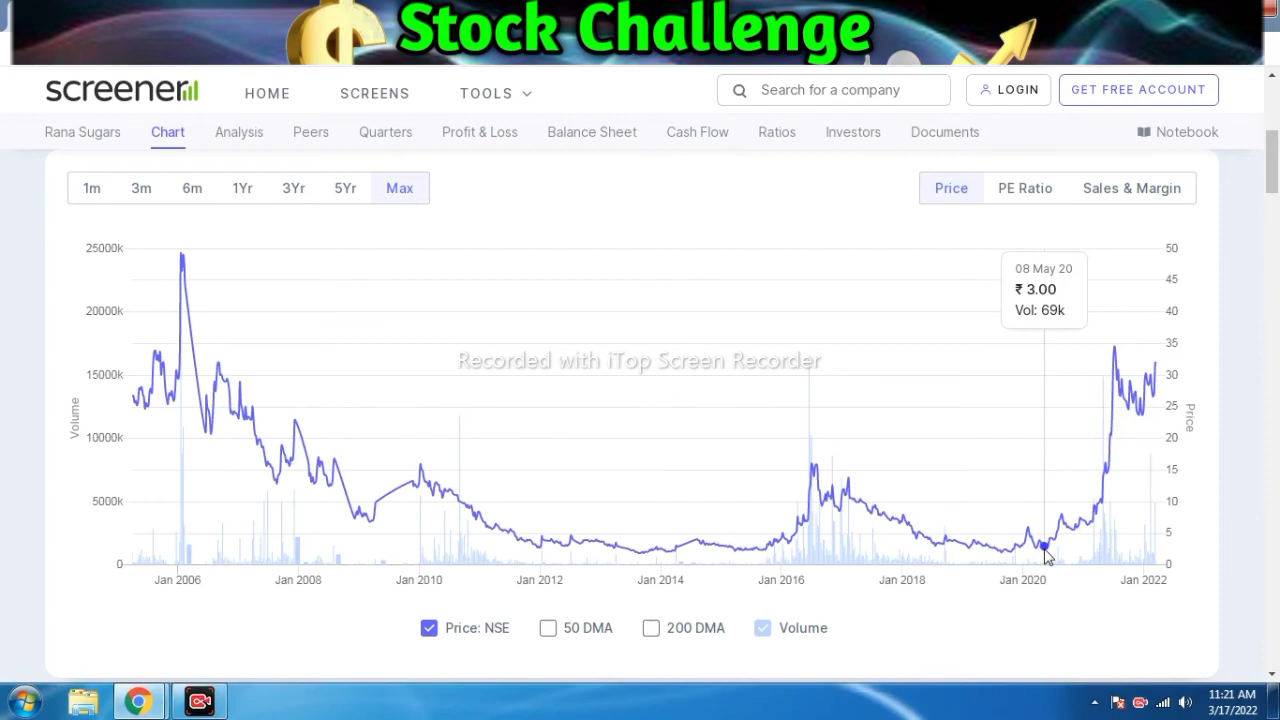 Stock Challenge
screener
HOME
SCREENS
TOOLS
Search for a company
LOGIN
GET FREE ACCOUNT
Rana Sugars
Chart
Analysis
Peers
Quarters
Profit & Loss
Balance Sheet
Cash Flow
Ratios
Investors
Documents
Notebook
1m
3m
6m
1Yr
3Yr
5Yr
Max
Price
PE Ratio
Sales & Margin
25000k
20000k
15000k
10000k
5000k
0
Volume
08 May 20
₹ 3.00
Vol: 69k
Recorded with iTop Screen Recorder
50
45
40
35
30
25
20
15
10
5
0
Price
Jan 2006
Jan 2008
Jan 2010
Jan 2012
Jan 2014
Jan 2016
Jan 2018
Jan 2020
Jan 2022
Price: NSE
50 DMA
200 DMA
Volume
11:21 AM
3/17/2022